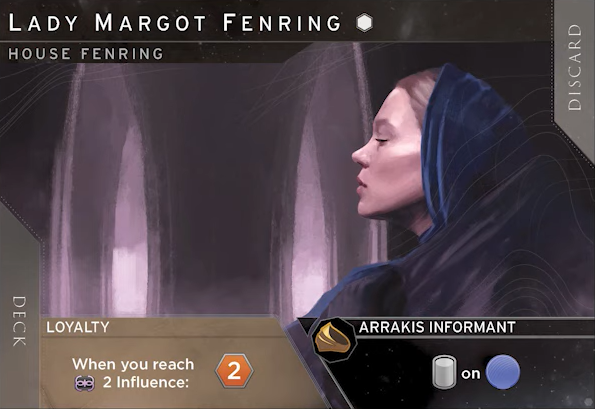 LADY MARGOT FENRING
HOUSE FENRING
DISCARD
DECK
LOYALTY
When you reach
2 Influence:
2
ARRAKIS INFORMANT
on